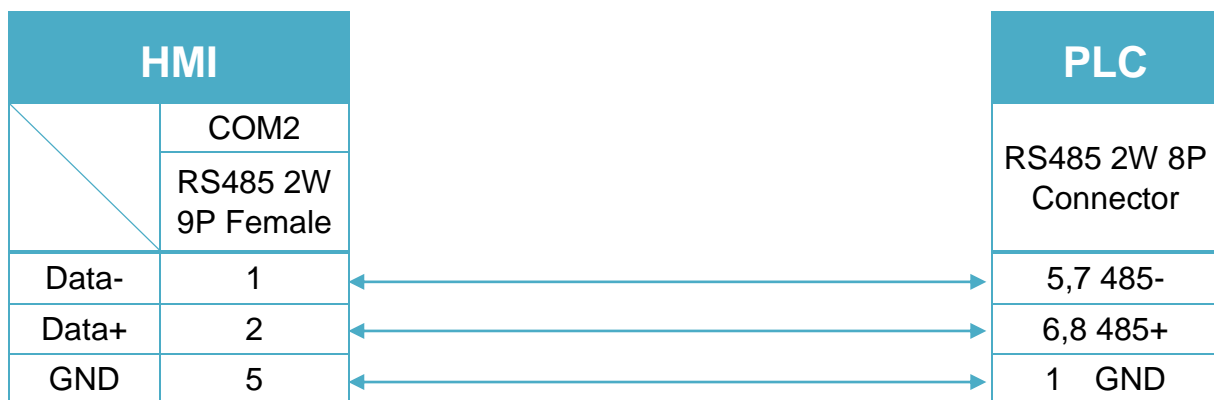 HMI
PLC
COM2
RS485 2W
9P Female
RS485 2W 8P
Connector
Data- 1 5,7 485-
Data+ 2 6,8 485+
GND 5 1 GND